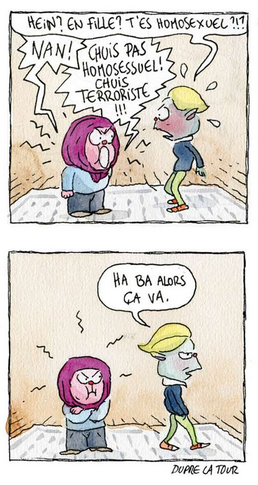 HEIN? EN FILLE? T'ES HOMOSEXUEL?!?
NAN!
CHUIS PAS
HOMOSESSUEL!
CHUIS
TERRORISTE
!!!
HA BA ALORS
ÇA VA.
DUPRE LA TOUR